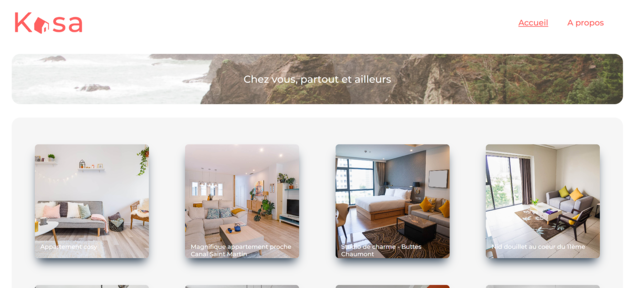 Kasa
Accueil
A propos
Chez vous, partout et ailleurs
Appartement cosy
Magnifique appartement proche
Canal Saint Martin
Studio de charme - Buttes
Chaumont
Nid douillet au coeur du 11ème